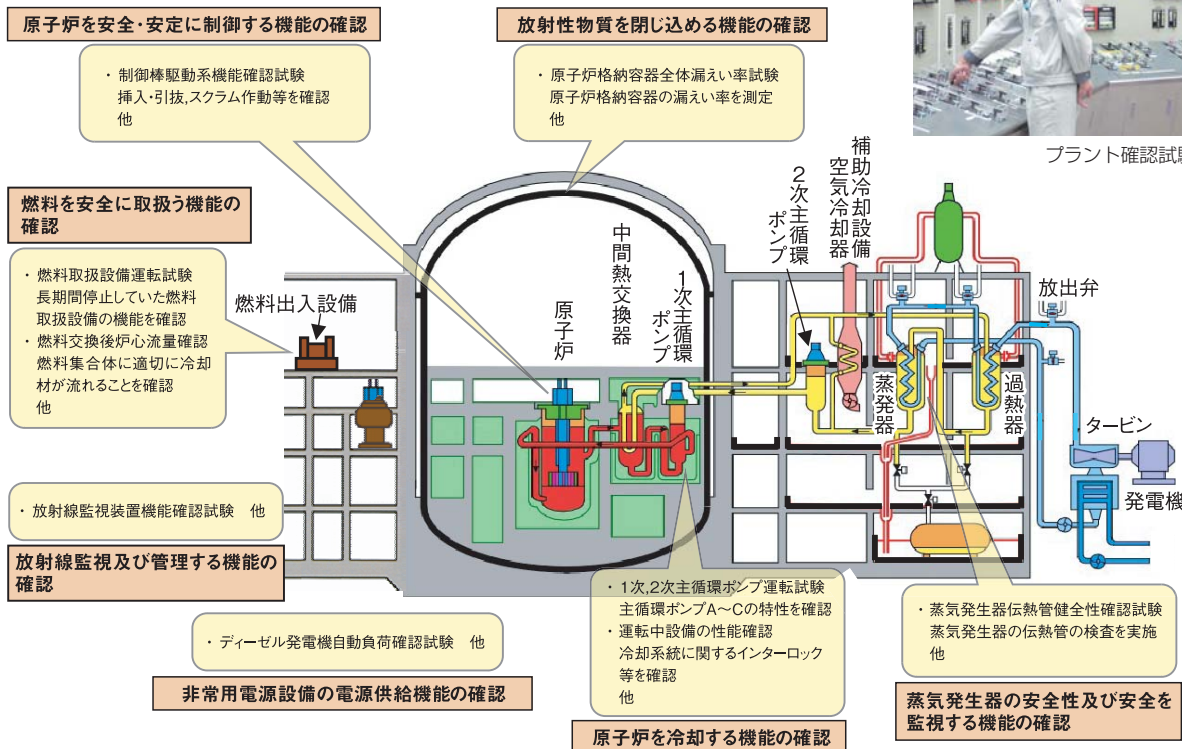 原子炉を安全・安定に制御する機能の確認
・ 制御棒駆動系機能確認試験
挿入・引抜,スクラム作動等を確認
他
放射性物質を閉じ込める機能の確認
・ 原子炉格納容器全体漏えい率試験
原子炉格納容器の漏えい率を測定
他
プラント確認試験
燃料を安全に取扱う機能の
確認
・ 燃料取扱設備運転試験
長期間停止していた燃料
取扱設備の機能を確認
・ 燃料交換後炉心流量確認
燃料集合体に適切に冷却
材が流れることを確認
他
燃料出入設備
原子炉
中間熱交換器
1次主循環
ポンプ
2次主循環
ポンプ
補助冷却設備
空気冷却器
蒸発器
過熱器
放出弁
タービン
発電機
・ 放射線監視装置機能確認試験 他
放射線監視及び管理する機能の
確認
・ ディーゼル発電機自動負荷確認試験 他
非常用電源設備の電源供給機能の確認
・ 1次,2次主循環ポンプ運転試験
主循環ポンプA～Cの特性を確認
・ 運転中設備の性能確認
冷却系統に関するインターロック
等を確認
他
原子炉を冷却する機能の確認
・ 蒸気発生器伝熱管健全性確認試験
蒸気発生器の伝熱管の検査を実施
他
蒸気発生器の安全性及び安全を
監視する機能の確認